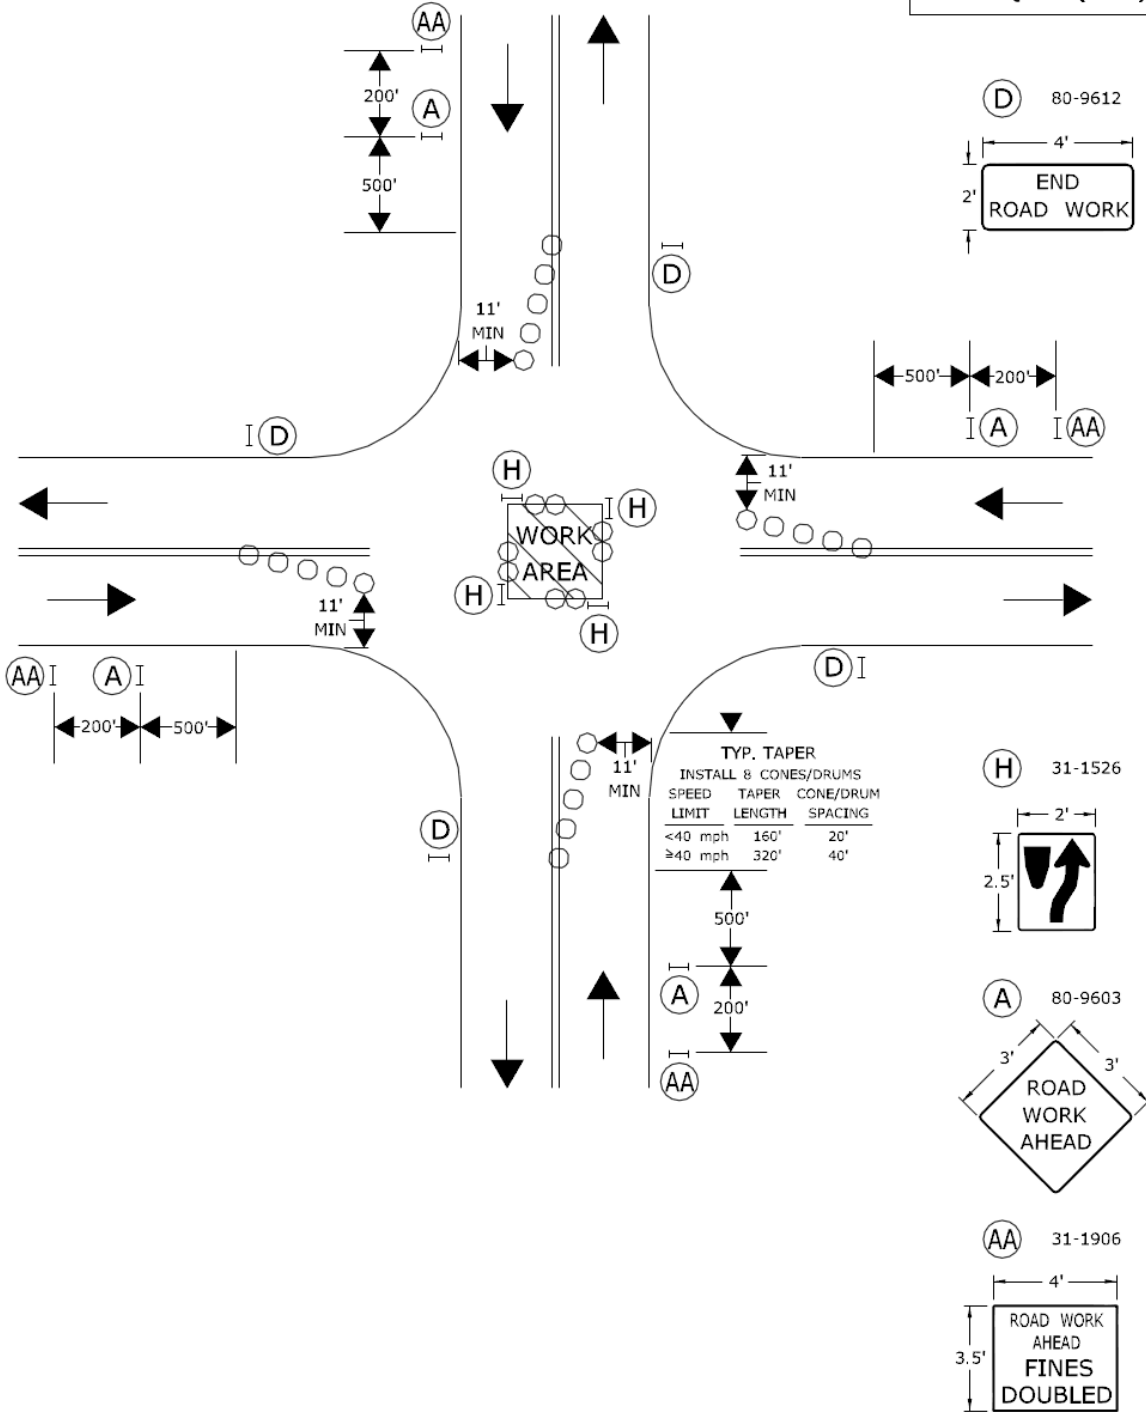 AA
200'
A
500'
D 80-9612
4'
2'
END
ROAD WORK
D
11'
MIN
500' 200'
A AA
D
H
11'
MIN
H
WORK
AREA
H
H
11'
MIN
AA A
200' 500'
D
11'
MIN
TYP. TAPER
INSTALL 8 CONES/DRUMS
SPEED TAPER CONE/DRUM
LIMIT LENGTH SPACING
<40 mph 160' 20'
≥40 mph 320' 40'
D
500'
A
200'
AA
H 31-1526
2'
2.5'
A 80-9603
3' 3'
ROAD
WORK
AHEAD
AA 31-1906
4'
3.5'
ROAD WORK
AHEAD
FINES
DOUBLED